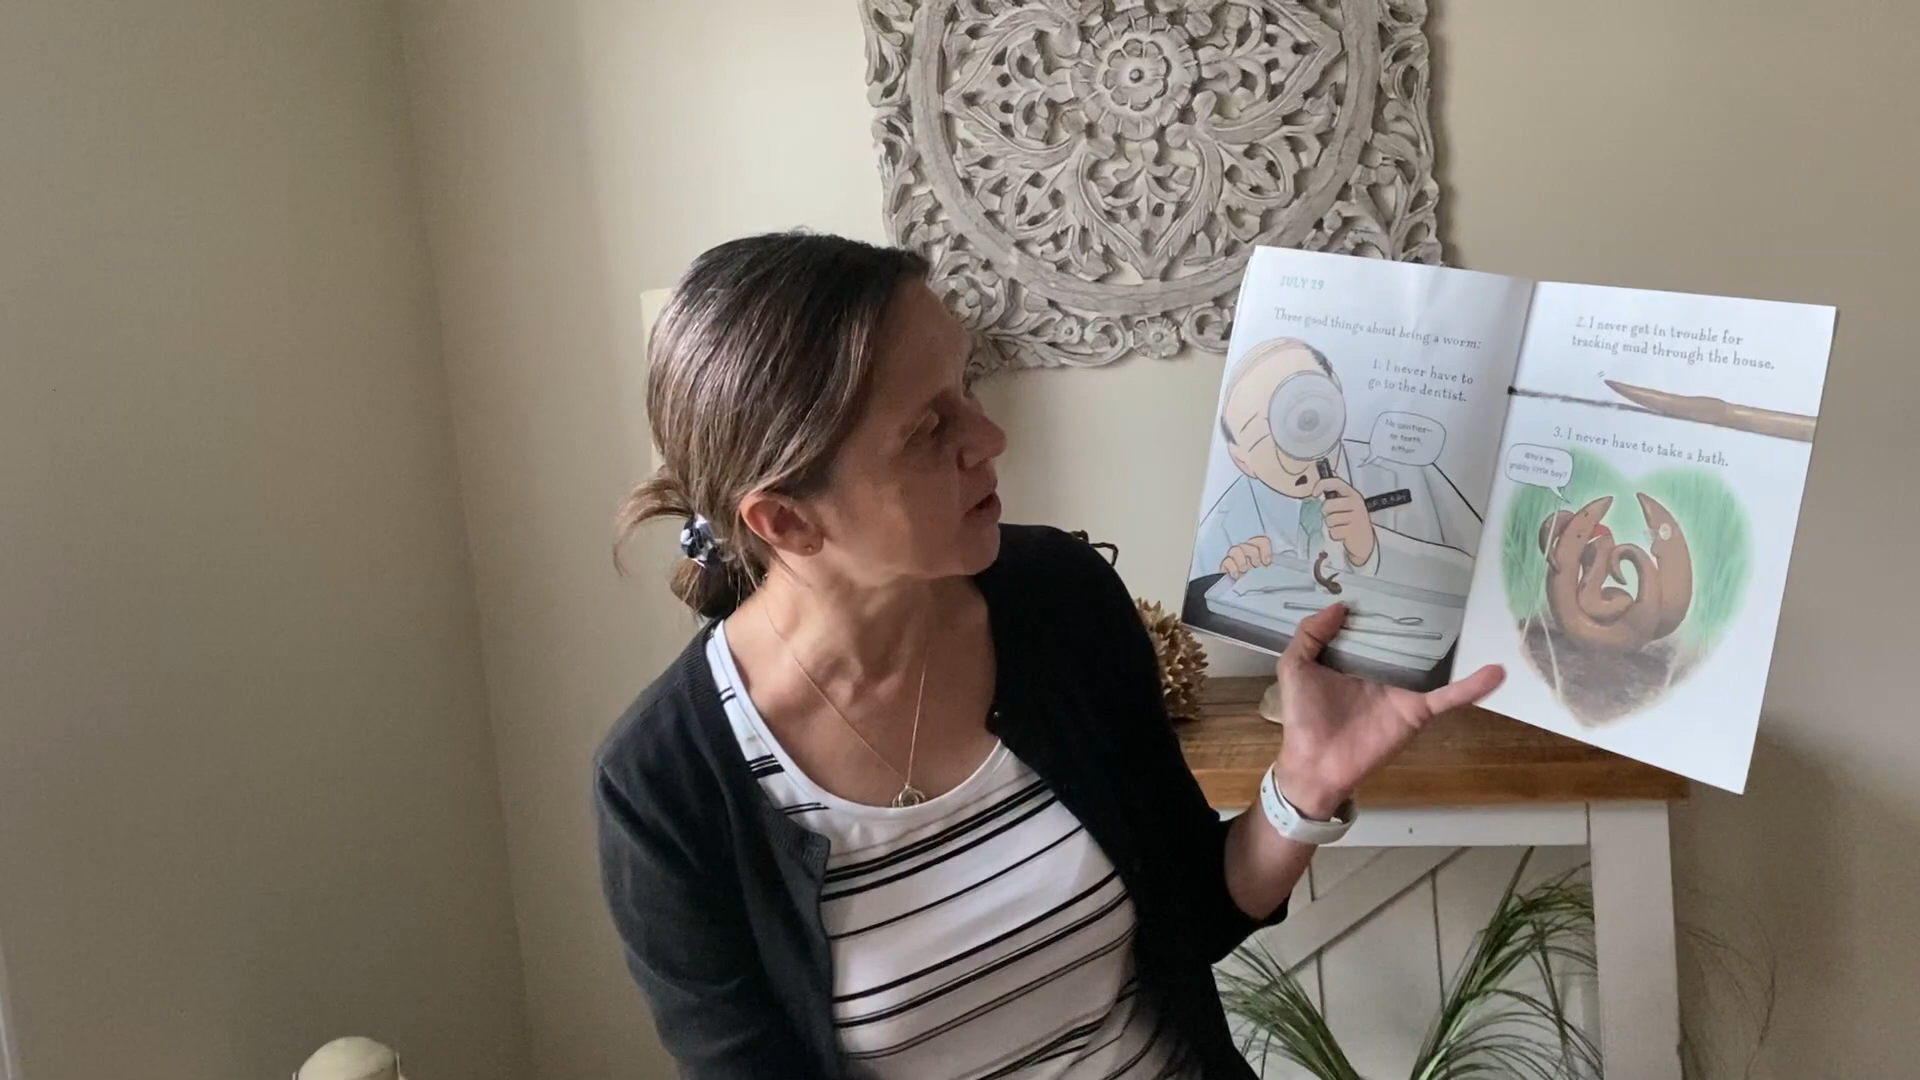 JULY 29
Three good things about being a worm:
1. I never have to
go to the dentist.
No cavities—
no teeth,
either!
2. I never get in trouble for
tracking mud through the house.
3. I never have to take a bath.
Who's my
grubby little boy?